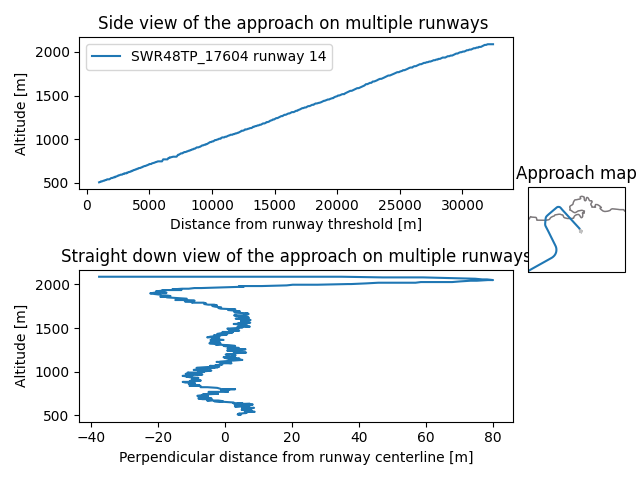 Side view of the approach on multiple runways
SWR48TP_17604 runway 14
Altitude [m]
2000
1500
1000
500
0 5000 10000 15000 20000 25000 30000
Distance from runway threshold [m]
Approach map
Straight down view of the approach on multiple runways
Altitude [m]
2000
1500
1000
500
−40 −20 0 20 40 60 80
Perpendicular distance from runway centerline [m]